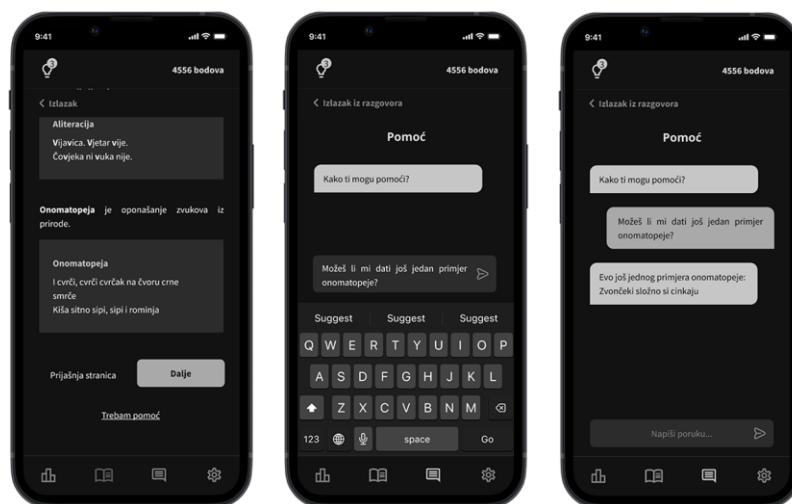 9:41
3
4556 bodova
Izlazak
Aliteracija
Vijavica. Vjetar vije.
Čovjeka ni vuka nije.
Onomatopeja je oponašanje zvukova iz
prirode.
Onomatopeja
I cvrči, cvrči cvrčak na čvoru crne
smrče
Kiša sitno sipi, sipi i rominja
Prijašnja stranica
Dalje
Trebam pomoć
9:41
3
4556 bodova
Izlazak iz razgovora
Pomoć
Kako ti mogu pomoći?
Možeš li mi dati još jedan primjer
onomatopeje?
Suggest Suggest Suggest
Q W E R T Y U I O P
A S D F G H J K L
Z X C V B N M
123 space Go
9:41
3
4556 bodova
Izlazak iz razgovora
Pomoć
Kako ti mogu pomoći?
Možeš li mi dati još jedan primjer
onomatopeje?
Evo još jednog primjera onomatopeje:
Zvončeki složno si cinkaju
Napiši poruku...